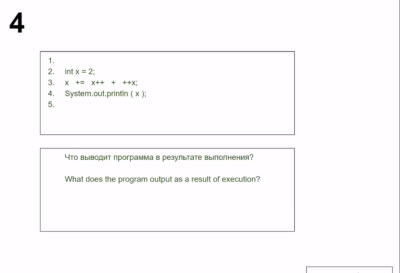 4
1.
2. int x = 2;
3. x += x++ + ++x;
4. System.out.println ( x );
5.
Что выводит программа в результате выполнения?
What does the program output as a result of execution?